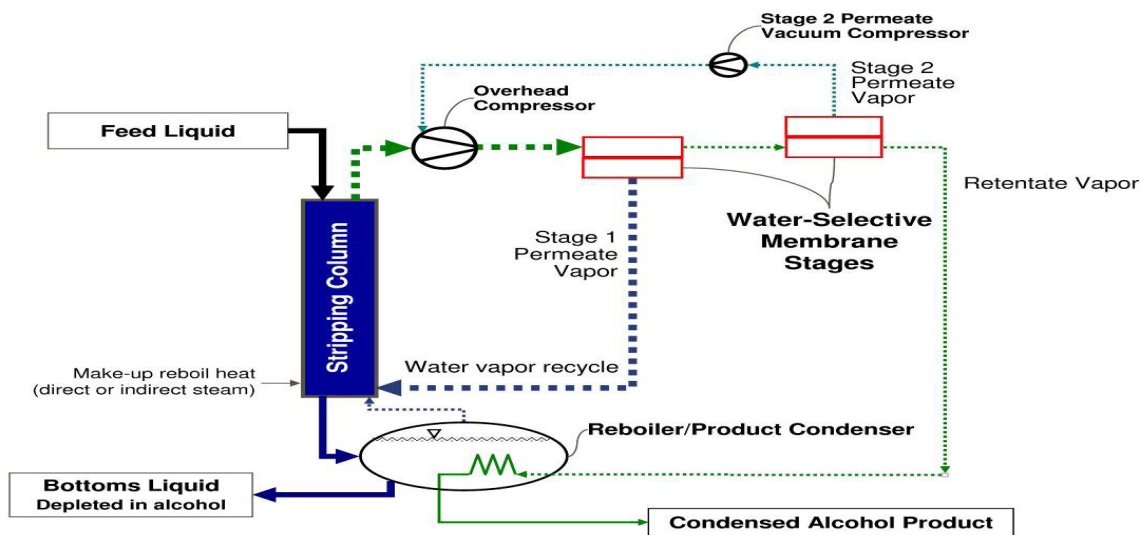 Stage 2 Permeate
Vacuum Compressor
Stage 2
Permeate
Vapor
Overhead
Compressor
Feed Liquid
Retentate Vapor
Water-Selective
Membrane
Stages
Stage 1
Permeate
Vapor
Stripping Column
Water vapor recycle
Make-up reboil heat
(direct or indirect steam)
Reboiler/Product Condenser
Bottoms Liquid
Depleted in alcohol
Condensed Alcohol Product